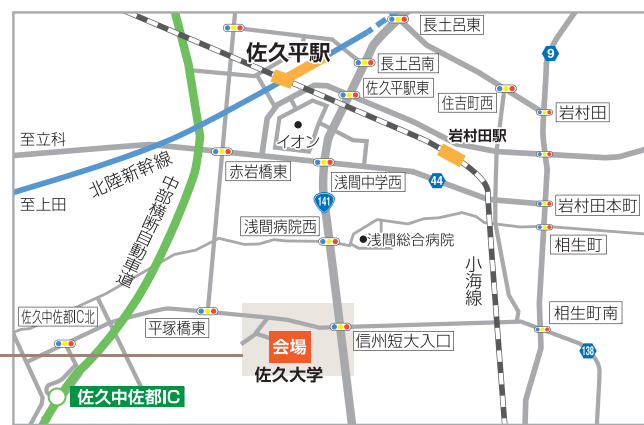 長土呂東
佐久平駅
長土呂南
9
佐久平駅東
住吉町西
岩村田
イオン
岩村田駅
至立科
北陸新幹線
赤岩橋東
浅間中学西
44
至上田
141
岩村田本町
中部横断自動車道
浅間病院西
浅間総合病院
相生町
小海線
佐久中佐都IC北
平塚橋東
相生町南
信州短大入口
会場
138
佐久大学
佐久中佐都IC